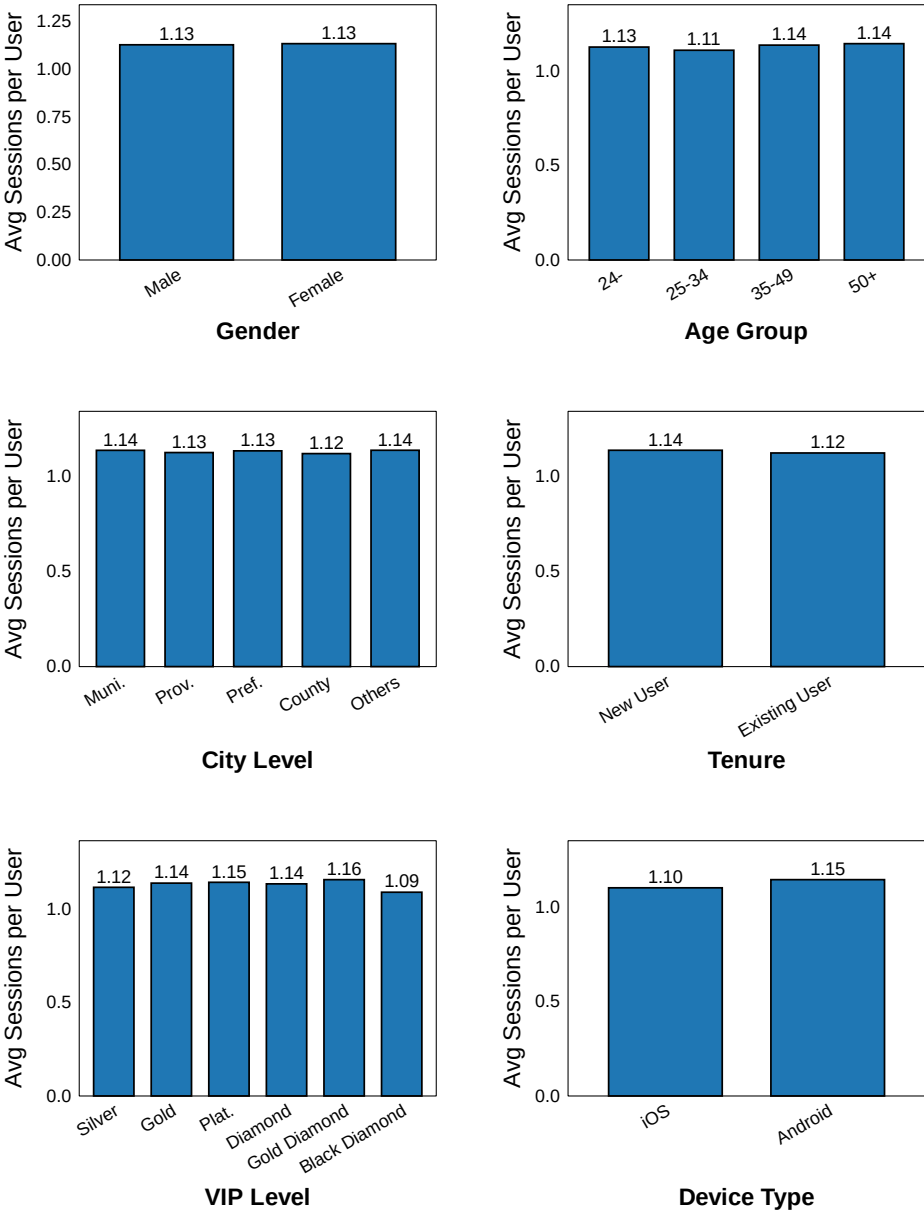 Avg Sessions per User
1.25
1.00
0.75
0.50
0.25
0.00
1.13
1.13
Male
Female
Gender
Avg Sessions per User
1.0
0.5
0.0
1.13
1.11
1.14
1.14
24-
25-34
35-49
50+
Age Group
Avg Sessions per User
1.0
0.5
0.0
1.14
1.13
1.13
1.12
1.14
Muni.
Prov.
Pref.
County
Others
City Level
Avg Sessions per User
1.0
0.5
0.0
1.14
1.12
New User
Existing User
Tenure
Avg Sessions per User
1.0
0.5
0.0
1.12
1.14
1.15
1.14
1.16
1.09
Silver
Gold
Plat.
Diamond
Gold Diamond
Black Diamond
VIP Level
Avg Sessions per User
1.0
0.5
0.0
1.10
1.15
iOS
Android
Device Type